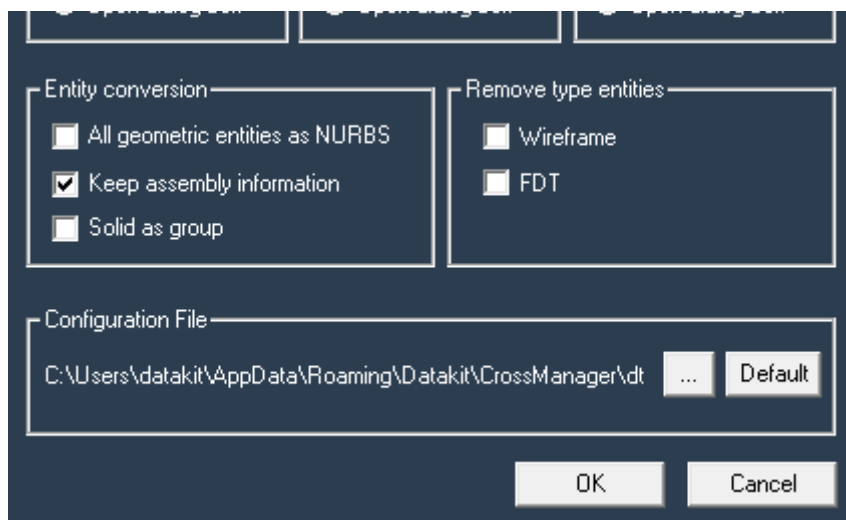 Entity conversion
All geometric entities as NURBS
Keep assembly information
Solid as group
Remove type entities
Wireframe
FDT
Configuration File
C:\Users\datakit\AppData\Roaming\Datakit\CrossManager\dt ... Default
OK Cancel